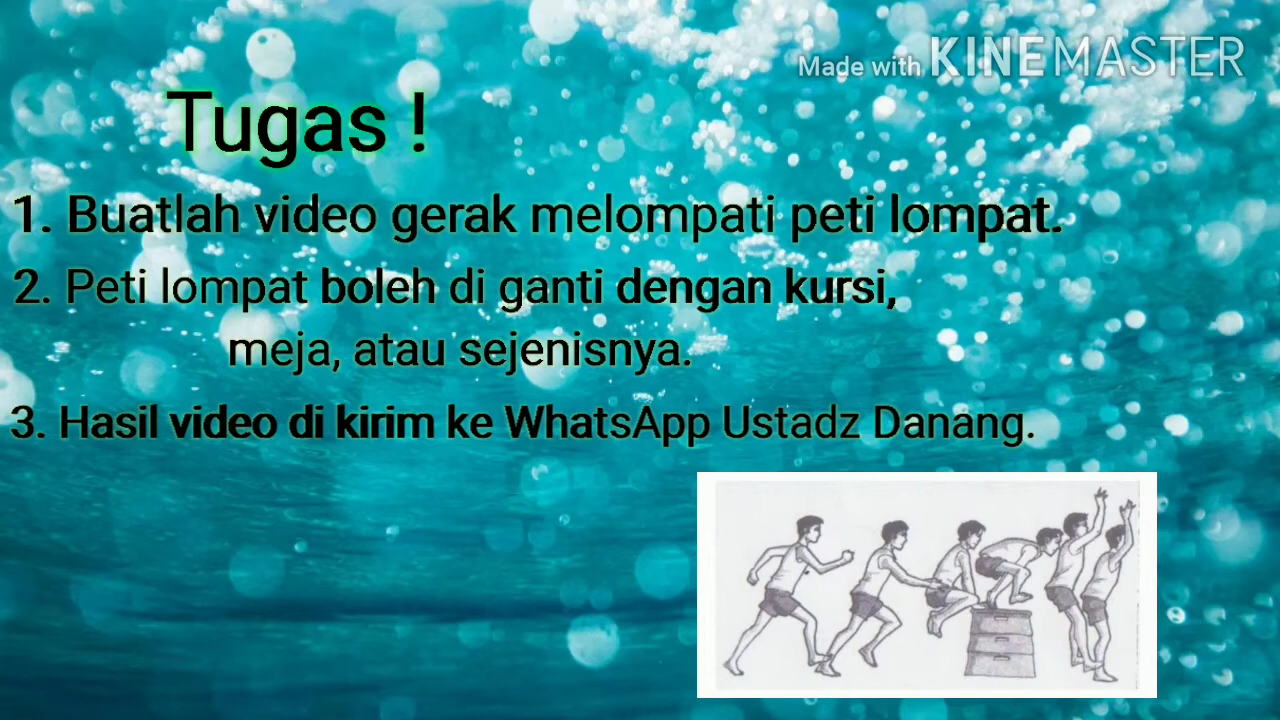 Made with KINEMASTER
Tugas !
1. Buatlah video gerak melompati peti lompat.
2. Peti lompat boleh di ganti dengan kursi,
meja, atau sejenisnya.
3. Hasil video di kirim ke WhatsApp Ustadz Danang.